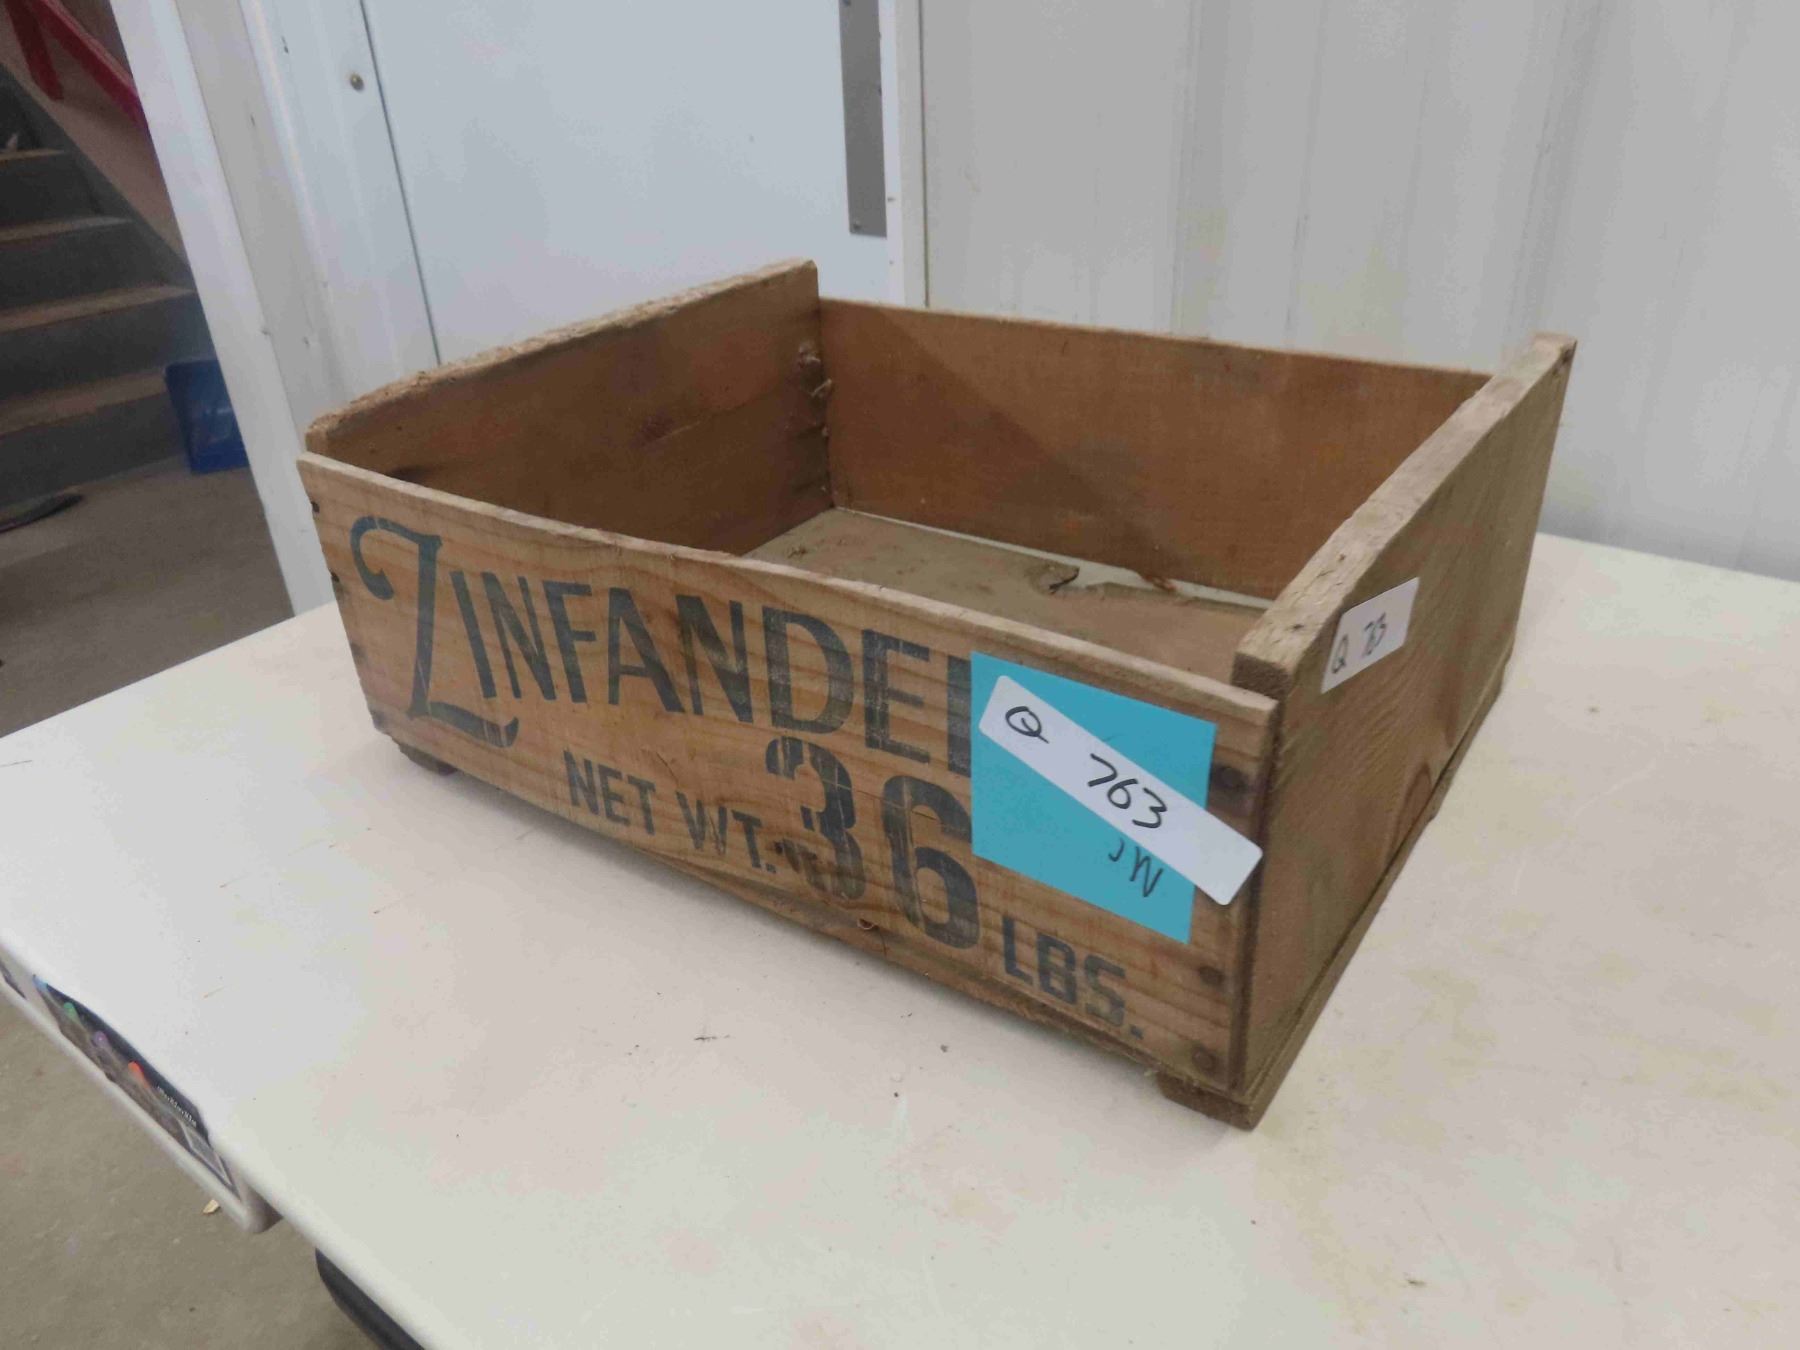 ZINFANDEL
NET WT. 36 LBS.
Q 763
JW
Q 763